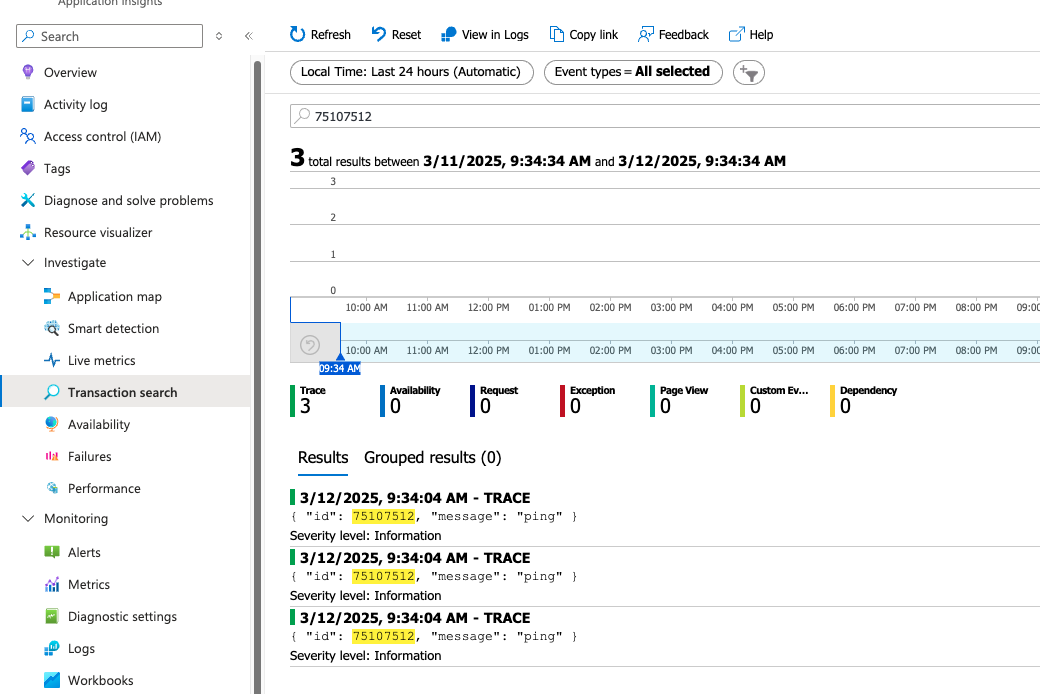 Application Insights
Search
Overview
Activity log
Access control (IAM)
Tags
Diagnose and solve problems
Resource visualizer
Investigate
Application map
Smart detection
Live metrics
Transaction search
Availability
Failures
Performance
Monitoring
Alerts
Metrics
Diagnostic settings
Logs
Workbooks
Refresh Reset View in Logs Copy link Feedback Help
Local Time: Last 24 hours (Automatic) Event types = All selected
75107512
3 total results between 3/11/2025, 9:34:34 AM and 3/12/2025, 9:34:34 AM
3
2
1
0
10:00 AM 11:00 AM 12:00 PM 01:00 PM 02:00 PM 03:00 PM 04:00 PM 05:00 PM 06:00 PM 07:00 PM 08:00 PM 09:00
10:00 AM 11:00 AM 12:00 PM 01:00 PM 02:00 PM 03:00 PM 04:00 PM 05:00 PM 06:00 PM 07:00 PM 08:00 PM 09:00
09:34 AM
Trace Availability Request Exception Page View Custom Ev... Dependency
3 0 0 0 0 0 0
Results Grouped results (0)
3/12/2025, 9:34:04 AM - TRACE
{ "id": 75107512, "message": "ping" }
Severity level: Information
3/12/2025, 9:34:04 AM - TRACE
{ "id": 75107512, "message": "ping" }
Severity level: Information
3/12/2025, 9:34:04 AM - TRACE
{ "id": 75107512, "message": "ping" }
Severity level: Information